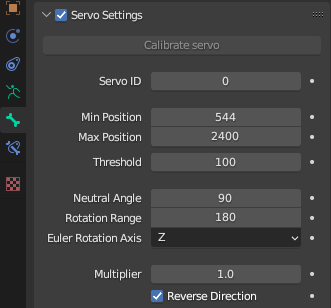 Servo Settings
Calibrate servo
Servo ID 0
Min Position 544
Max Position 2400
Threshold 100
Neutral Angle 90
Rotation Range 180
Euler Rotation Axis Z
Multiplier 1.0
Reverse Direction